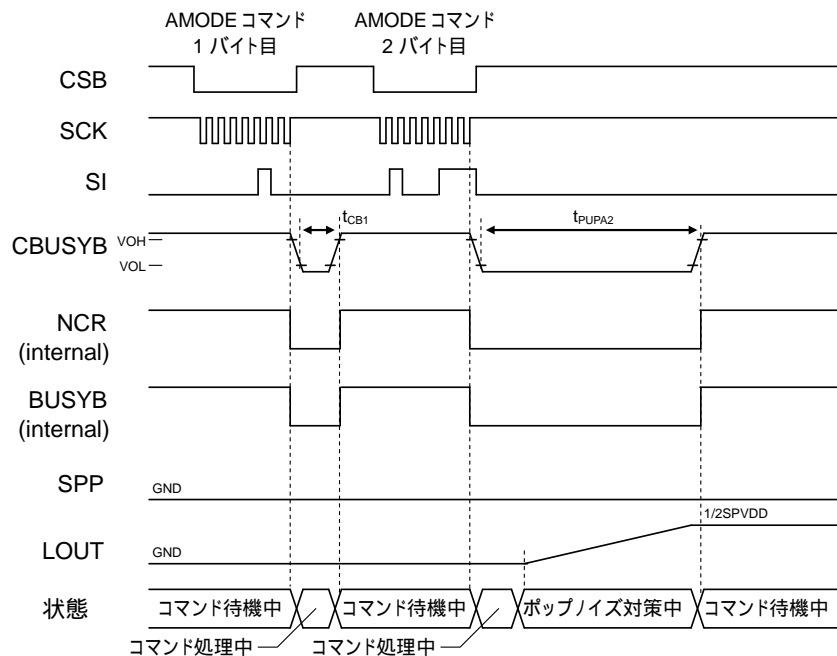 AMODE コマンド
1 バイト目
AMODE コマンド
2 バイト目
CSB
SCK
SI
tCB1
tPUPA2
CBUSYB
VOH
VOL
NCR
(internal)
BUSYB
(internal)
SPP
GND
1/2SPVDD
LOUT
GND
状態
コマンド待機中
コマンド待機中
ポップノイズ対策中
コマンド待機中
コマンド処理中
コマンド処理中